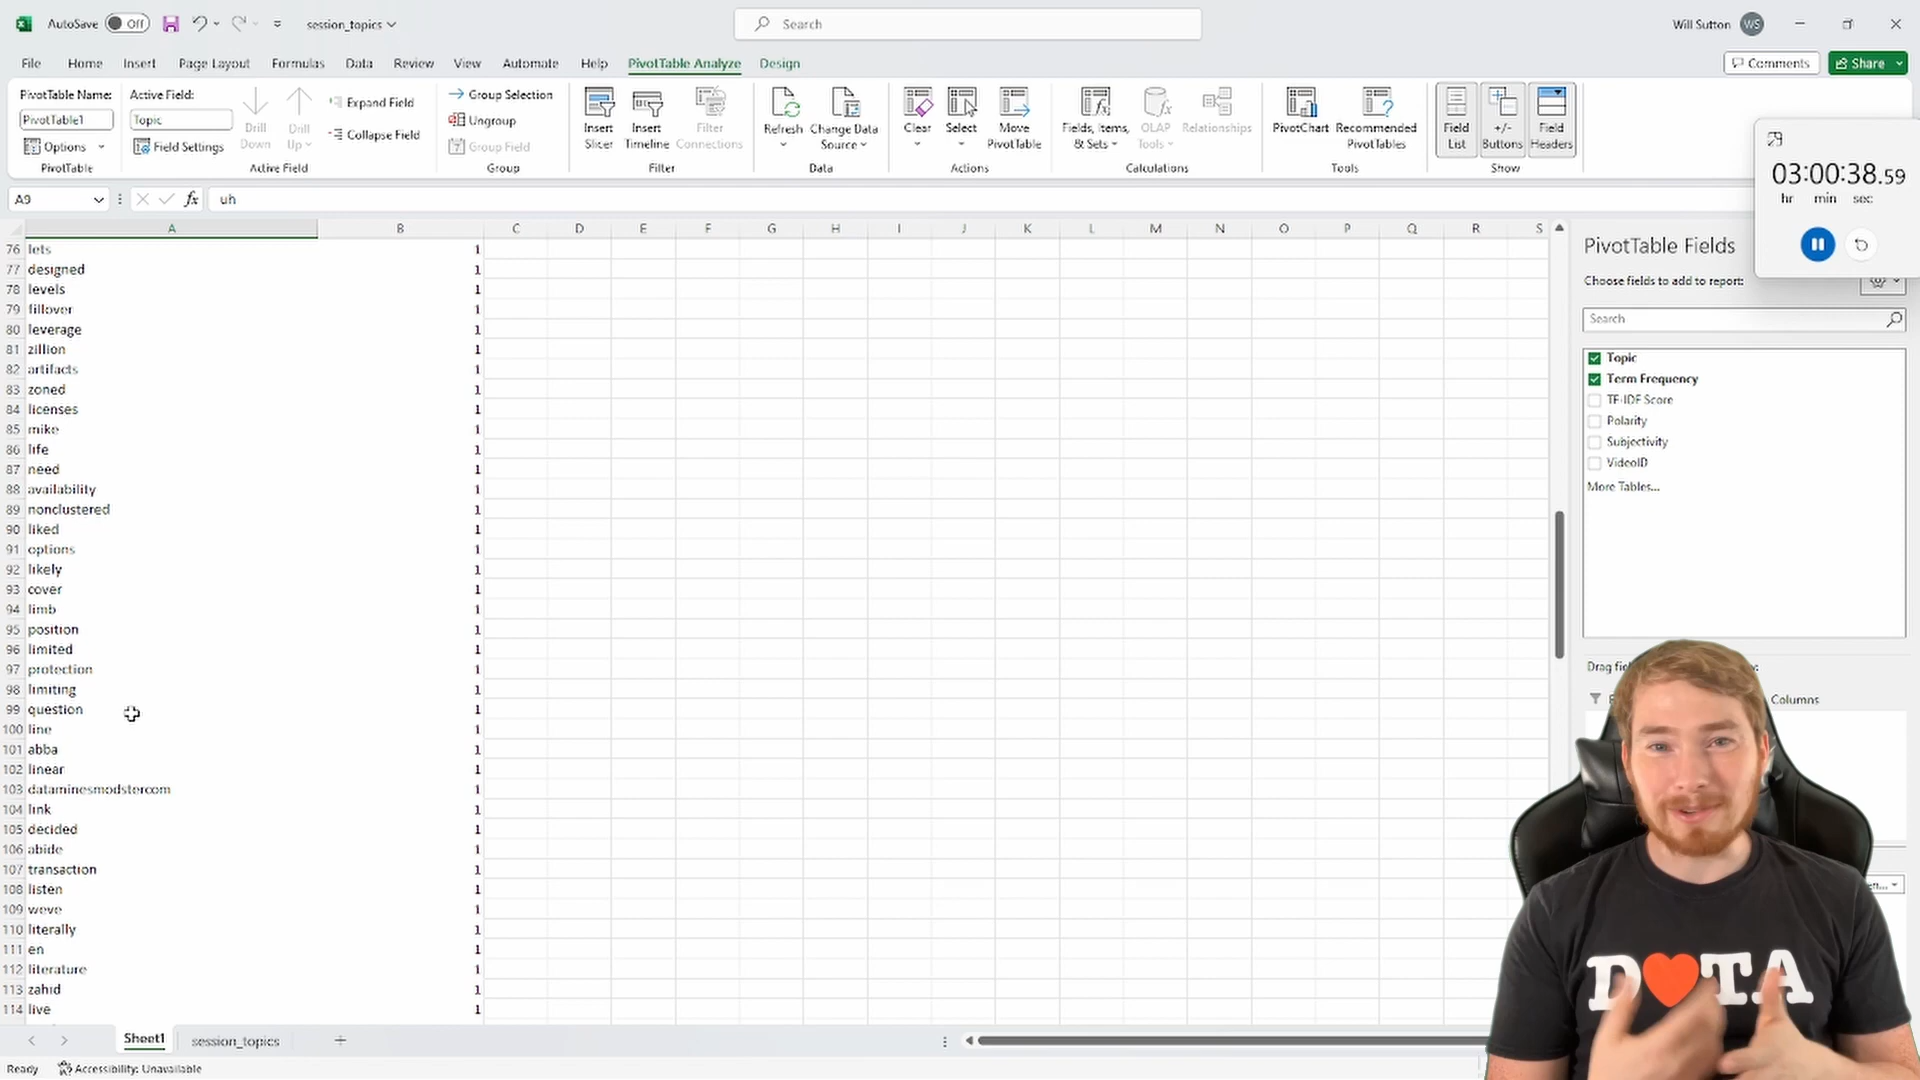 AutoSave Off session_topics Search Will Sutton WS
File Home Insert Page Layout Formulas Data Review View Automate Help PivotTable Analyze Design Comments Share
PivotTable Name:
PivotTable1
Options
PivotTable
Active Field:
Topic
Field Settings
Drill Down
Drill Up
Expand Field
Collapse Field
Active Field
Group Selection
Ungroup
Group Field
Group
Insert Slicer
Insert Timeline
Filter Connections
Filter
Refresh
Change Data Source
Data
Clear
Select
Move PivotTable
Actions
Fields, Items, & Sets
OLAP Tools
Relationships
Calculations
PivotChart
Recommended PivotTables
Tools
Field List
+/- Buttons
Field Headers
Show
03:00:38.59
hr min sec
A9 fx uh
A B C D E F G H I J K L M N O P Q R S
76 lets 1
77 designed 1
78 levels 1
79 fillover 1
80 leverage 1
81 zillion 1
82 artifacts 1
83 zoned 1
84 licenses 1
85 mike 1
86 life 1
87 need 1
88 availability 1
89 nonclustered 1
90 liked 1
91 options 1
92 likely 1
93 cover 1
94 limb 1
95 position 1
96 limited 1
97 protection 1
98 limiting 1
99 question 1
100 line 1
101 abba 1
102 linear 1
103 dataminesmodstercom 1
104 link 1
105 decided 1
106 abide 1
107 transaction 1
108 listen 1
109 weve 1
110 literally 1
111 en 1
112 literature 1
113 zahid 1
114 live 1
PivotTable Fields
Choose fields to add to report:
Search
Topic
Term Frequency
TF-IDF Score
Polarity
Subjectivity
VideoID
More Tables...
Drag
Columns
D TA
Sheet1 session_topics
Ready Accessibility: Unavailable